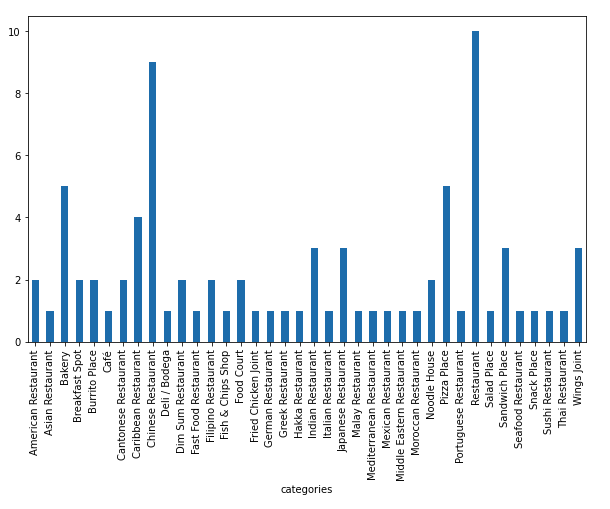 10
8
6
4
2
0
American Restaurant
Asian Restaurant
Bakery
Breakfast Spot
Burrito Place
Café
Cantonese Restaurant
Caribbean Restaurant
Chinese Restaurant
Deli / Bodega
Dim Sum Restaurant
Fast Food Restaurant
Filipino Restaurant
Fish & Chips Shop
Food Court
Fried Chicken Joint
German Restaurant
Greek Restaurant
Hakka Restaurant
Indian Restaurant
Italian Restaurant
Japanese Restaurant
Malay Restaurant
Mediterranean Restaurant
Mexican Restaurant
Middle Eastern Restaurant
Moroccan Restaurant
Noodle House
Pizza Place
Portuguese Restaurant
Restaurant
Salad Place
Sandwich Place
Seafood Restaurant
Snack Place
Sushi Restaurant
Thai Restaurant
Wings Joint
categories